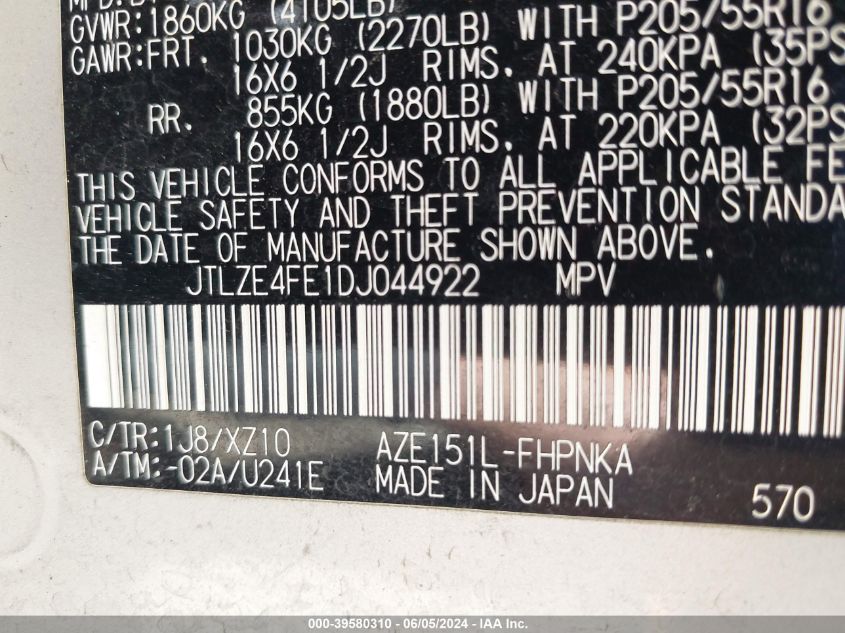 GVWR:1860KG (4105LB)
GAWR:FRT. 1030KG (2270LB) WITH P205/55R16
16X6 1/2J RIMS. AT 240KPA (35PS
RR. 855KG (1880LB) WITH P205/55R16
16X6 1/2J RIMS. AT 220KPA (32PS
THIS VEHICLE CONFORMS TO ALL APPLICABLE FE
VEHICLE SAFETY AND THEFT PREVENTION STANDA
THE DATE OF MANUFACTURE SHOWN ABOVE.
JTLZE4FE1DJ044922 MPV
C/TR:1J8/XZ10 AZE151L-FHPNKA
A/TM:-02A/U241E MADE IN JAPAN 570
000-39580310 - 06/05/2024 - IAA Inc.